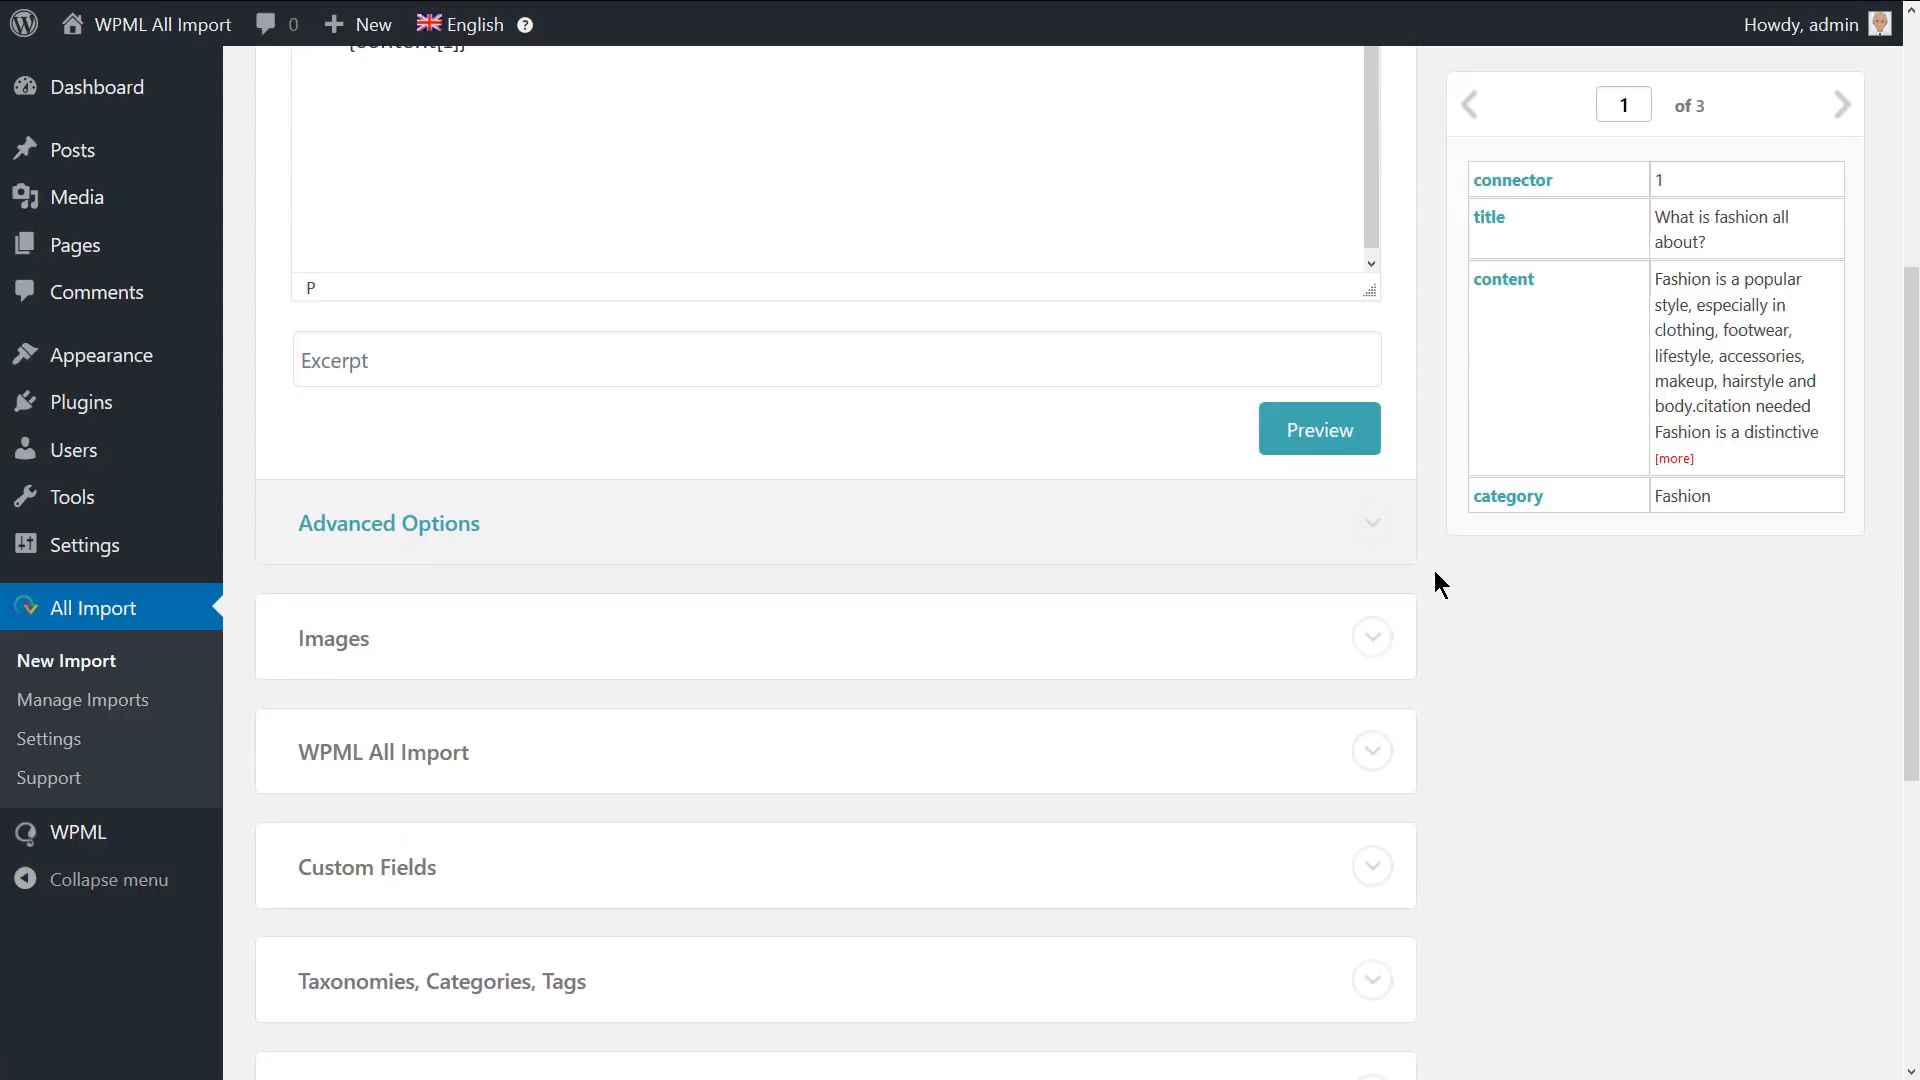 WPML All Import
0
New
English
Howdy, admin
Dashboard
Posts
Media
Pages
Comments
Appearance
Plugins
Users
Tools
Settings
All Import
New Import
Manage Imports
Settings
Support
WPML
Collapse menu
{content[1]}
P
Excerpt
Preview
Advanced Options
Images
WPML All Import
Custom Fields
Taxonomies, Categories, Tags
1 of 3
connector 1
title What is fashion all
about?
content Fashion is a popular
style, especially in
clothing, footwear,
lifestyle, accessories,
makeup, hairstyle and
body.citation needed
Fashion is a distinctive
[more]
category Fashion